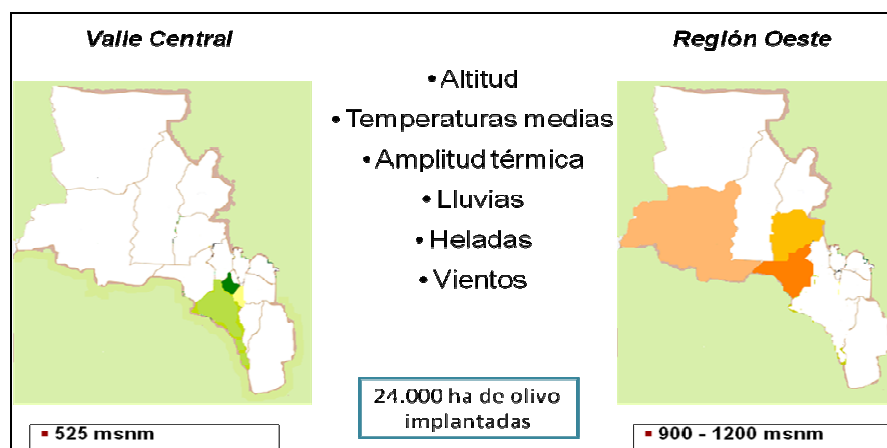 Valle Central
Región Oeste
• Altitud
• Temperaturas medias
• Amplitud térmica
• Lluvias
• Heladas
• Vientos
24.000 ha de olivo
implantadas
▪ 525 msnm
▪ 900 - 1200 msnm